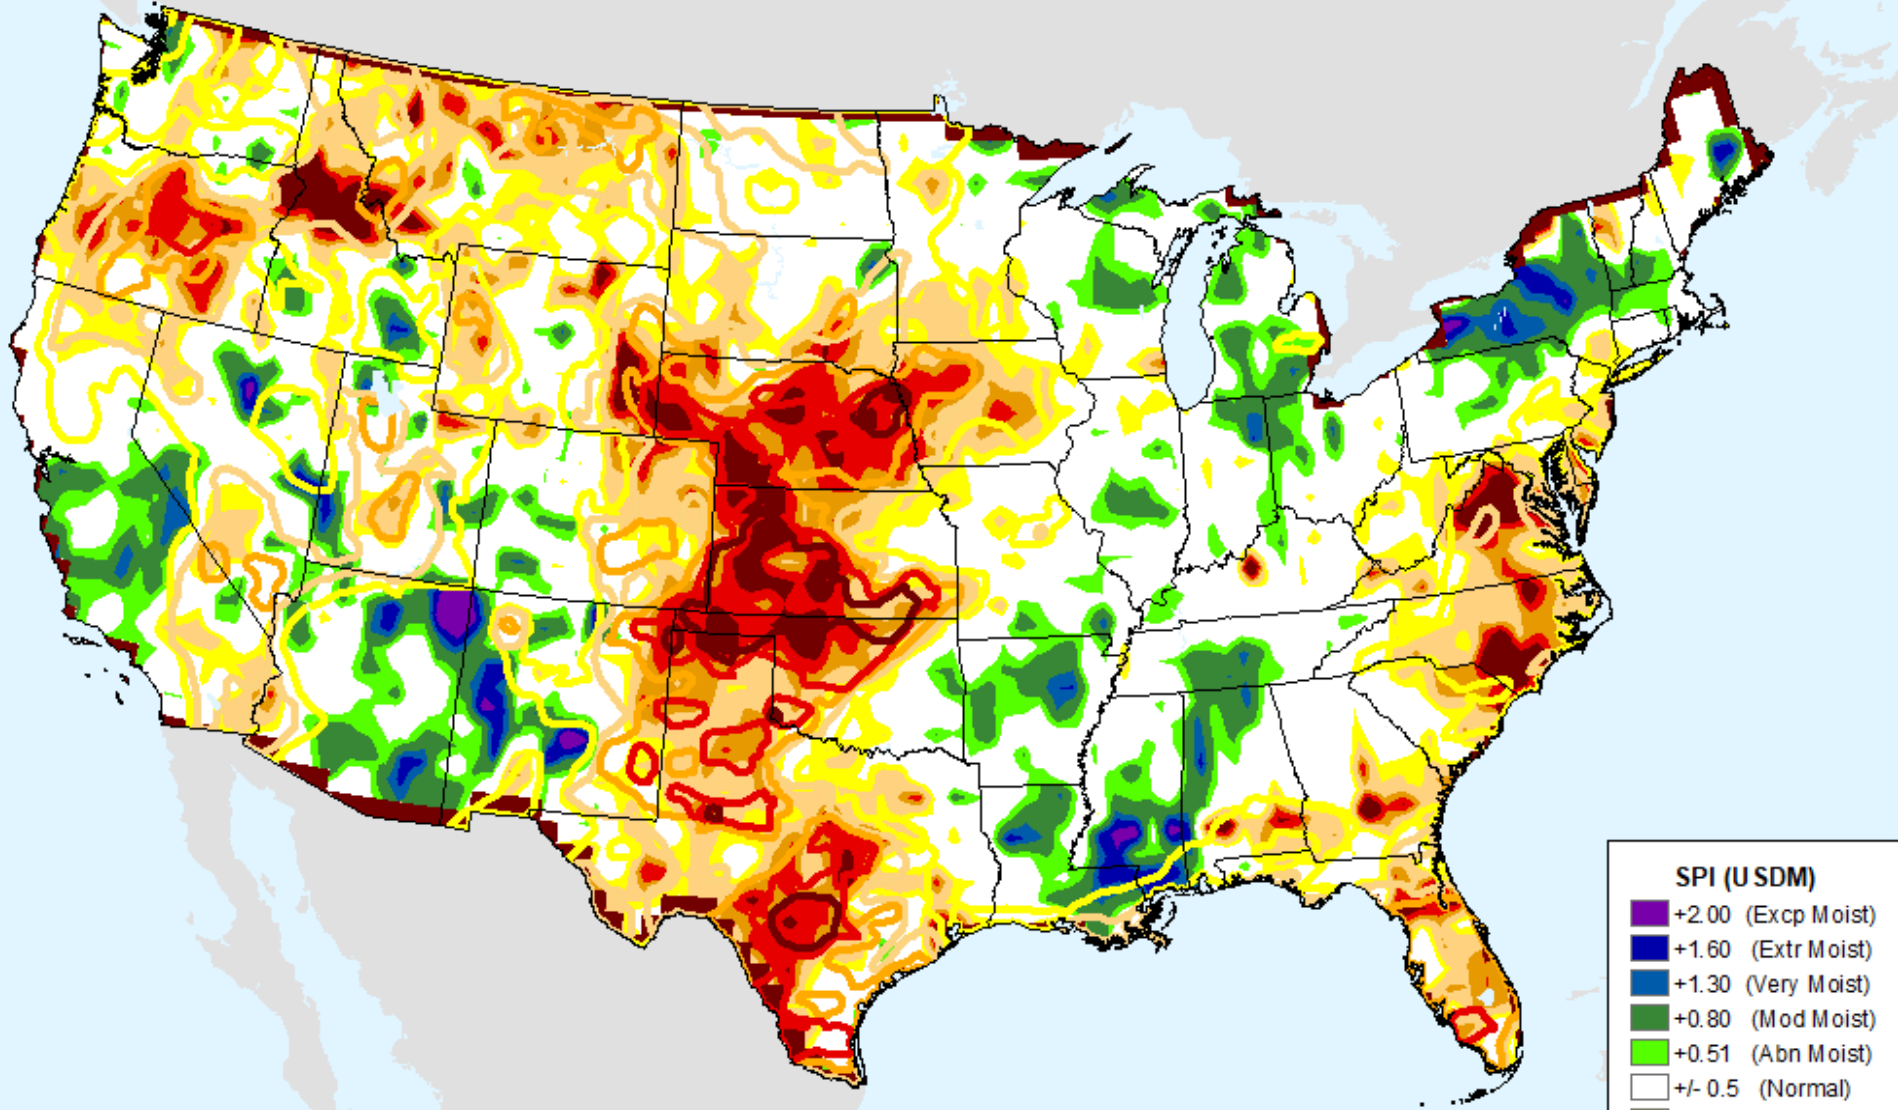 SPI (USDM)
+2.00 (Excp Moist)
+1.60 (Extr Moist)
+1.30 (Very Moist)
+0.80 (Mod Moist)
+0.51 (Abn Moist)
+/- 0.5 (Normal)